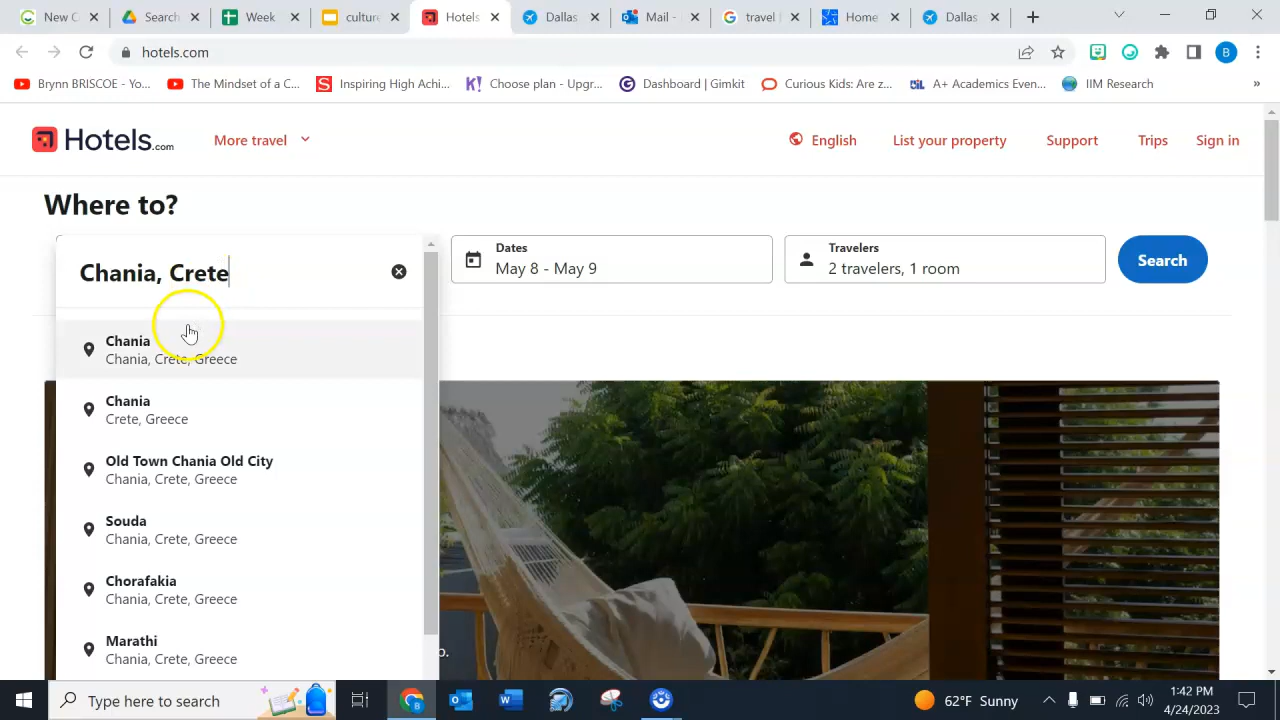 New C
Search
Week
culture
Hotels
Dallas
Mail -
travel
Home
Dallas
hotels.com
B
Brynn BRISCOE - Yo...
The Mindset of a C...
Inspiring High Achi...
Choose plan - Upgr...
Dashboard | Gimkit
Curious Kids: Are z...
A+ Academics Even...
IIM Research
»
Hotels.com
More travel
English
List your property
Support
Trips
Sign in
Where to?
Chania, Crete
Dates
May 8 - May 9
Travelers
2 travelers, 1 room
Search
Chania
Chania, Crete, Greece
Chania
Crete, Greece
Old Town Chania Old City
Chania, Crete, Greece
Souda
Chania, Crete, Greece
Chorafakia
Chania, Crete, Greece
Marathi
Chania, Crete, Greece
p.
Type here to search
62°F Sunny
1:42 PM
4/24/2023